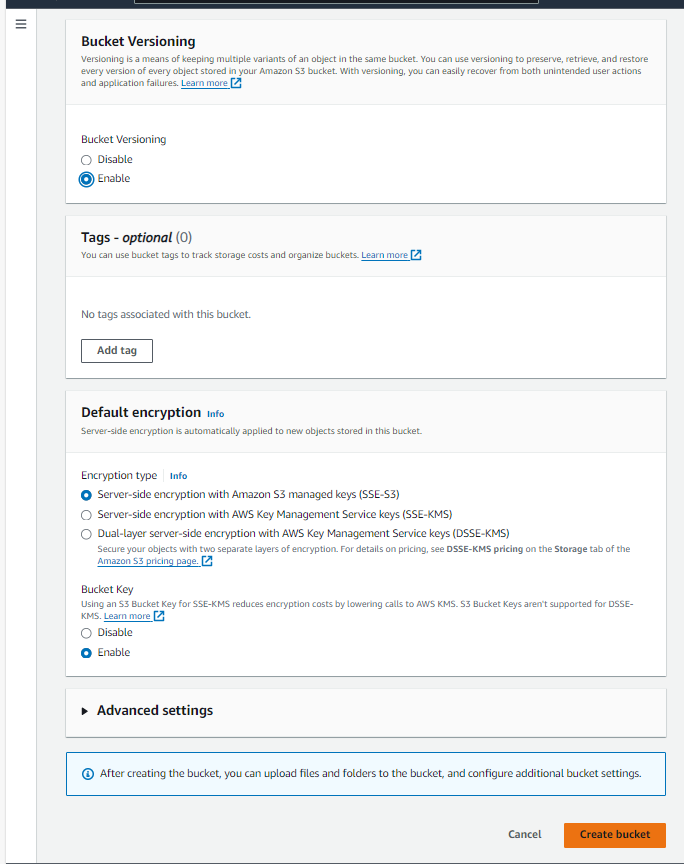 Bucket Versioning
Versioning is a means of keeping multiple variants of an object in the same bucket. You can use versioning to preserve, retrieve, and restore
every version of every object stored in your Amazon S3 bucket. With versioning, you can easily recover from both unintended user actions
and application failures. Learn more
Bucket Versioning
Disable
Enable
Tags - optional (0)
You can use bucket tags to track storage costs and organize buckets. Learn more
No tags associated with this bucket.
Add tag
Default encryption Info
Server-side encryption is automatically applied to new objects stored in this bucket.
Encryption type Info
Server-side encryption with Amazon S3 managed keys (SSE-S3)
Server-side encryption with AWS Key Management Service keys (SSE-KMS)
Dual-layer server-side encryption with AWS Key Management Service keys (DSSE-KMS)
Secure your objects with two separate layers of encryption. For details on pricing, see DSSE-KMS pricing on the Storage tab of the
Amazon S3 pricing page.
Bucket Key
Using an S3 Bucket Key for SSE-KMS reduces encryption costs by lowering calls to AWS KMS. S3 Bucket Keys aren't supported for DSSE-
KMS. Learn more
Disable
Enable
Advanced settings
After creating the bucket, you can upload files and folders to the bucket, and configure additional bucket settings.
Cancel
Create bucket